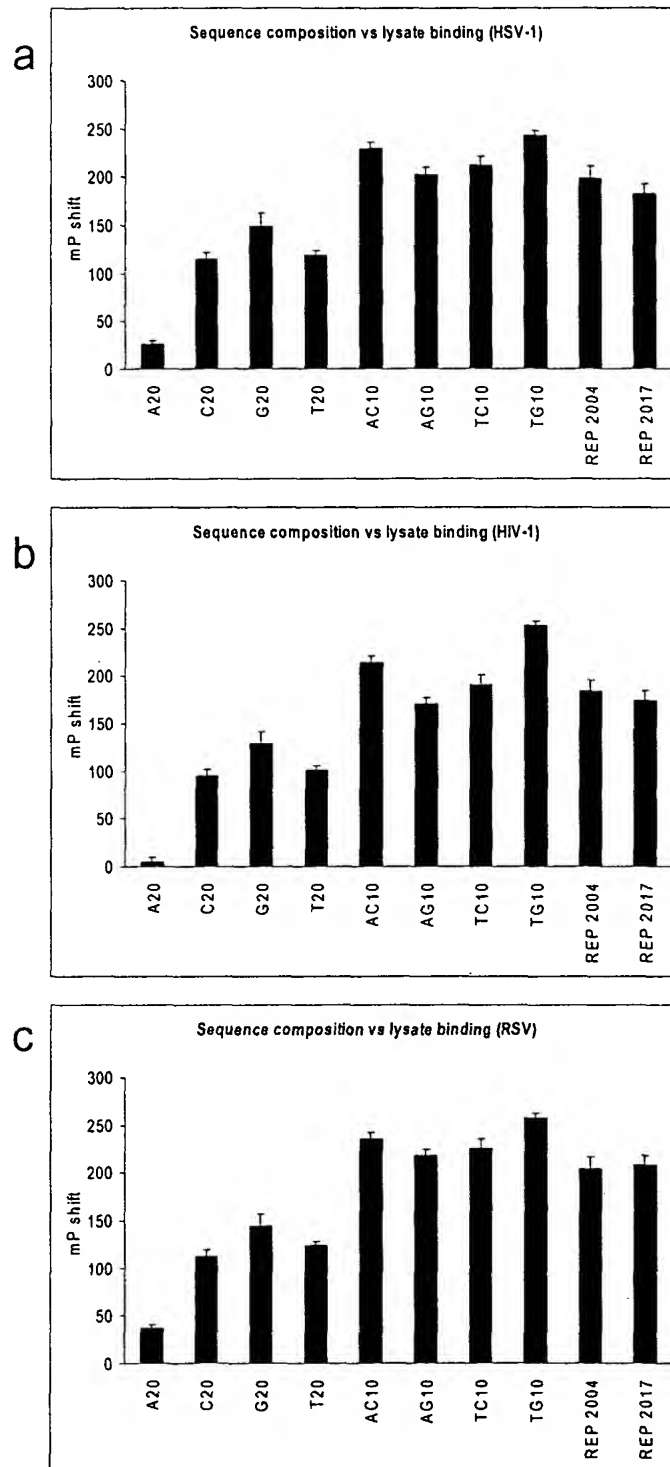 a
Sequence composition vs lysate binding (HSV-1)
300
250
200
150
100
50
0
mP shift
A20
C20
G20
T20
AC10
AG10
TC10
TG10
REP 2004
REP 2017
b
Sequence composition vs lysate binding (HIV-1)
300
250
200
150
100
50
0
mP shift
A20
C20
G20
T20
AC10
AG10
TC10
TG10
REP 2004
REP 2017
c
Sequence composition vs lysate binding (RSV)
300
250
200
150
100
50
0
mP shift
A20
C20
G20
T20
AC10
AG10
TC10
TG10
REP 2004
REP 2017